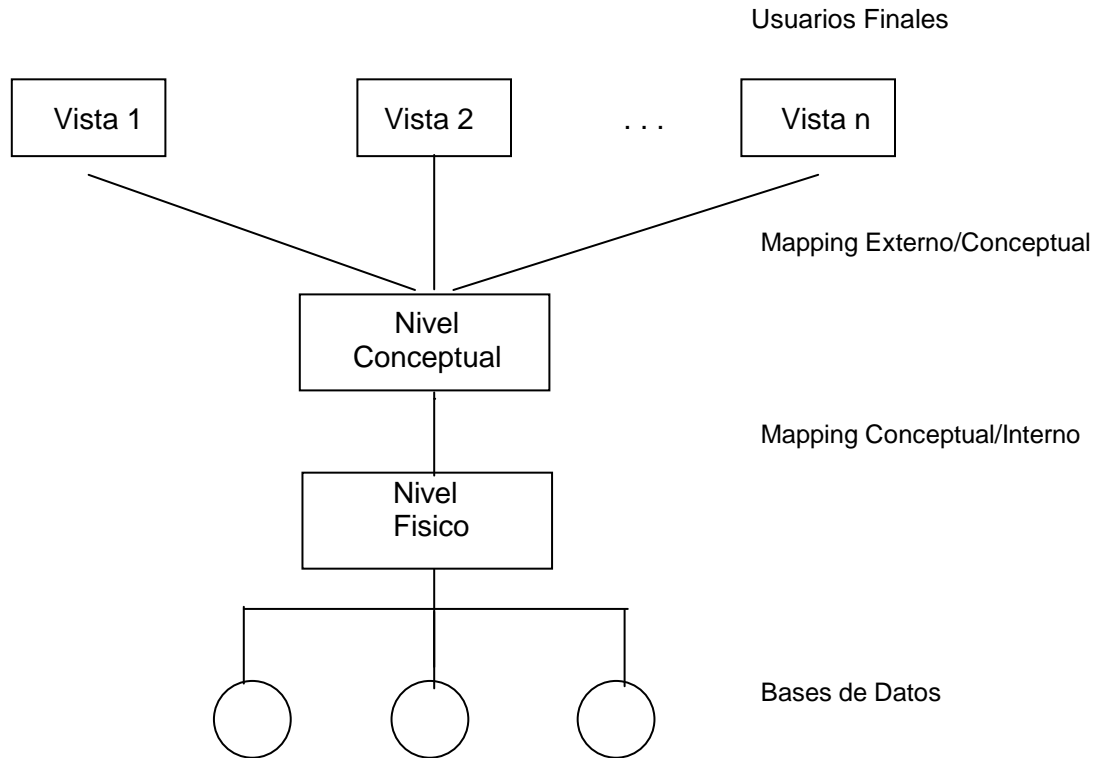 Usuarios Finales
Vista 1
Vista 2
. . .
Vista n
Mapping Externo/Conceptual
Nivel
Conceptual
Mapping Conceptual/Interno
Nivel
Fisico
Bases de Datos